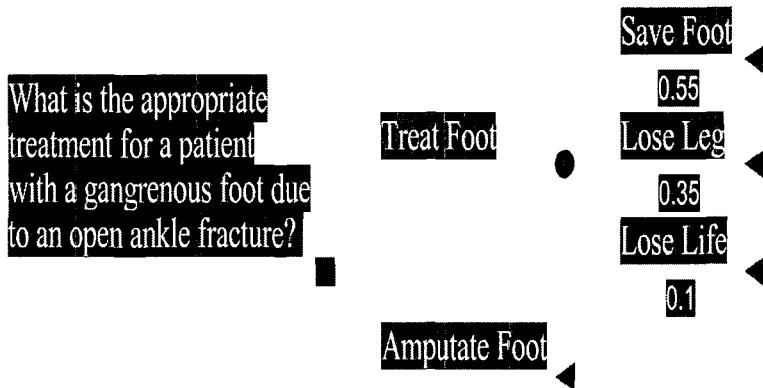 What is the appropriate
treatment for a patient
with a gangrenous foot due
to an open ankle fracture?
Treat Foot
Save Foot
0.55
Lose Leg
0.35
Lose Life
0.1
Amputate Foot